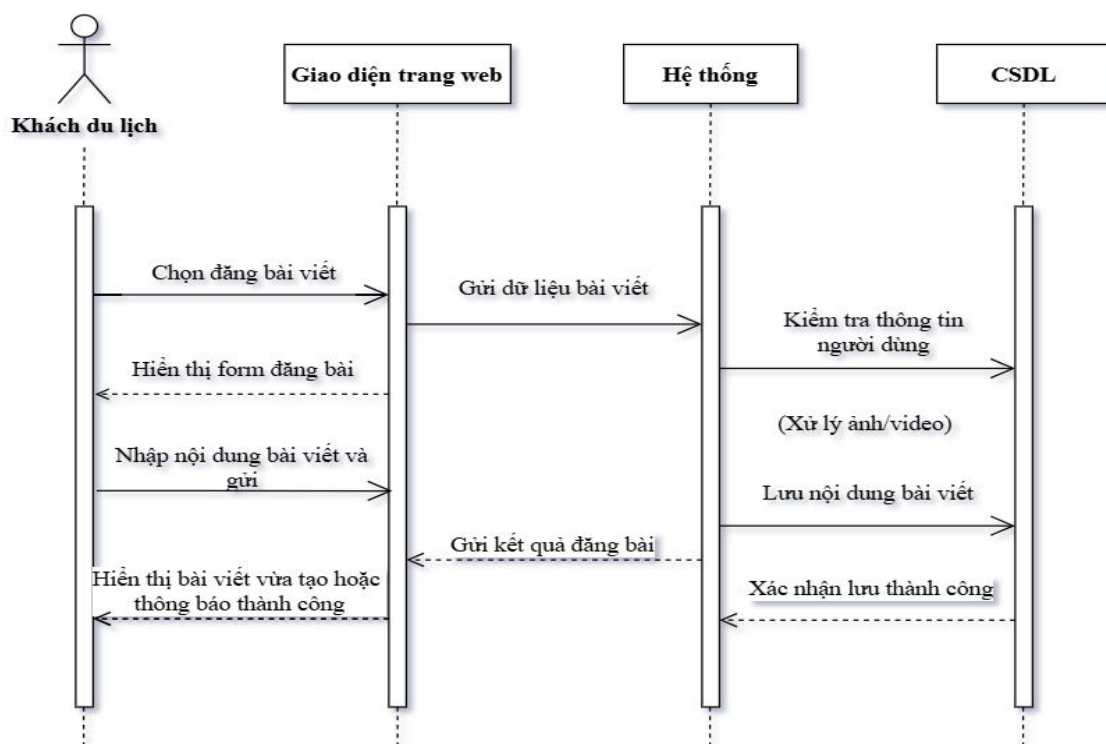 Giao diện trang web
Hệ thống
CSDL
Khách du lịch
Chọn đăng bài viết
Gửi dữ liệu bài viết
Kiểm tra thông tin
người dùng
Hiển thị form đăng bài
(Xử lý ảnh/video)
Nhập nội dung bài viết và
gửi
Lưu nội dung bài viết
Gửi kết quả đăng bài
Hiển thị bài viết vừa tạo hoặc
thông báo thành công
Xác nhận lưu thành công